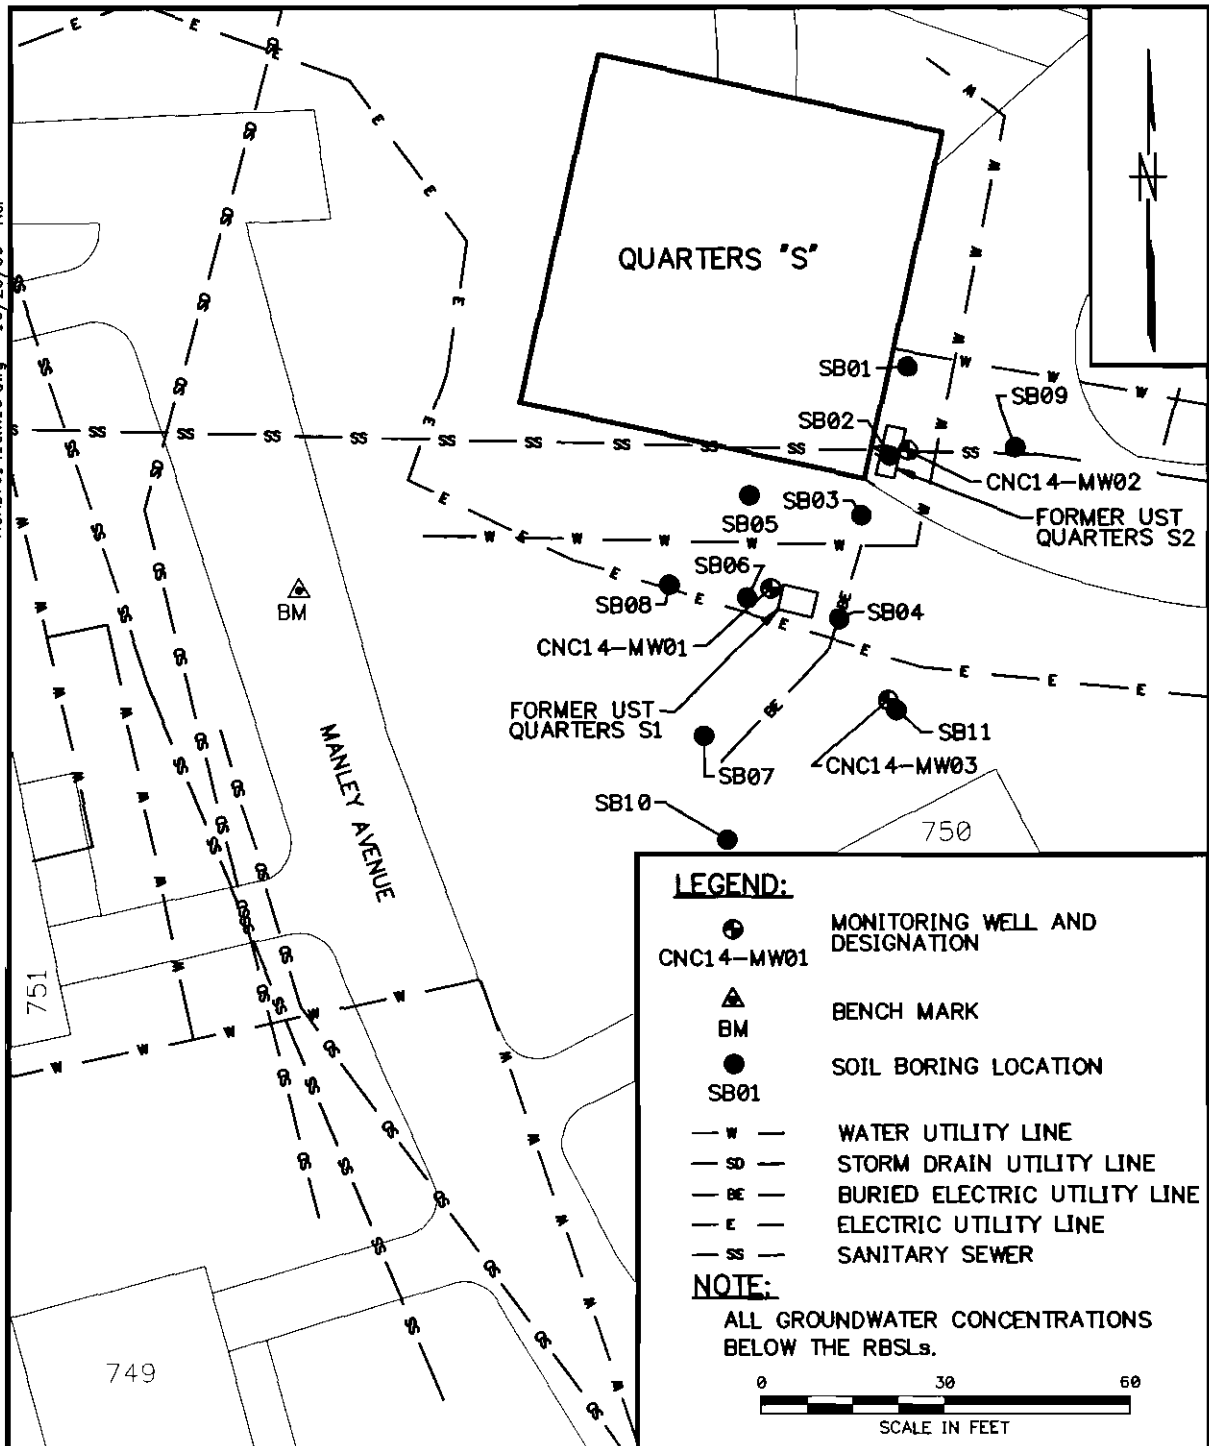 N
QUARTERS "S"
SB01
SB09
SB02
CNC14-MW02
SB03
SB05
FORMER UST
QUARTERS S2
SB06
SB08
SB04
BM
CNC14-MW01
FORMER UST
QUARTERS S1
SB11
CNC14-MW03
SB07
SB10
MANLEY AVENUE
750
751
749
LEGEND:
MONITORING WELL AND
DESIGNATION
CNC14-MW01
BENCH MARK
BM
SOIL BORING LOCATION
SB01
W WATER UTILITY LINE
SD STORM DRAIN UTILITY LINE
BE BURIED ELECTRIC UTILITY LINE
E ELECTRIC UTILITY LINE
SS SANITARY SEWER
NOTE:
ALL GROUNDWATER CONCENTRATIONS
BELOW THE RBSLs.
0 30 60
SCALE IN FEET